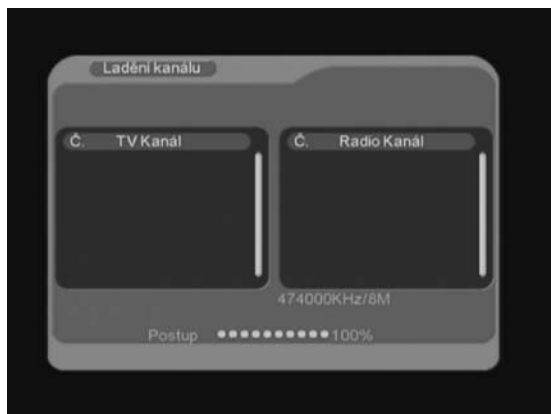 Ladění kanálu
Č. TV Kanál
Č. Radio Kanál
474000KHz/8M
Postup 100%